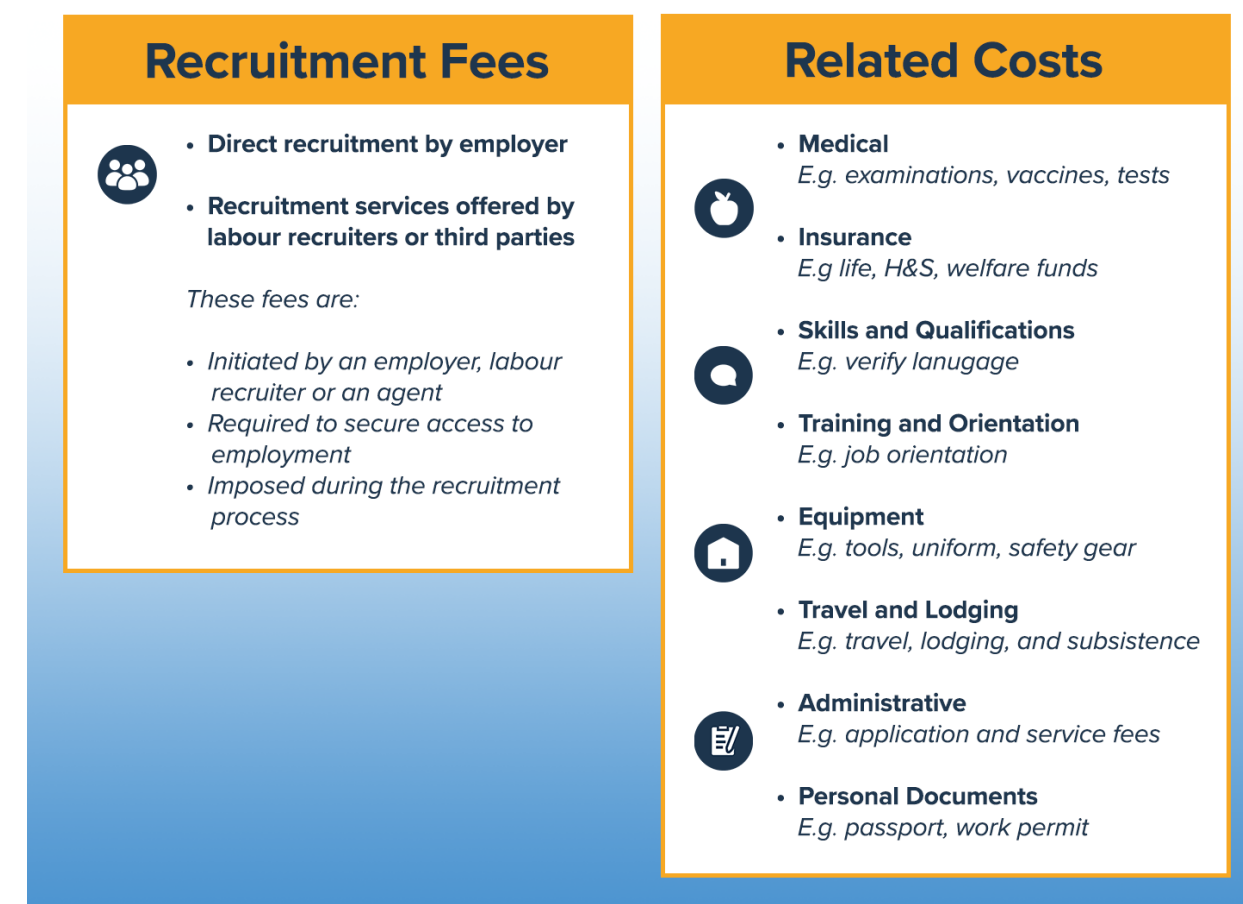 Recruitment Fees
• Direct recruitment by employer
• Recruitment services offered by
labour recruiters or third parties
These fees are:
• Initiated by an employer, labour
recruiter or an agent
• Required to secure access to
employment
• Imposed during the recruitment
process
Related Costs
• Medical
E.g. examinations, vaccines, tests
• Insurance
E.g life, H&S, welfare funds
• Skills and Qualifications
E.g. verify lanugage
• Training and Orientation
E.g. job orientation
• Equipment
E.g. tools, uniform, safety gear
• Travel and Lodging
E.g. travel, lodging, and subsistence
• Administrative
E.g. application and service fees
• Personal Documents
E.g. passport, work permit